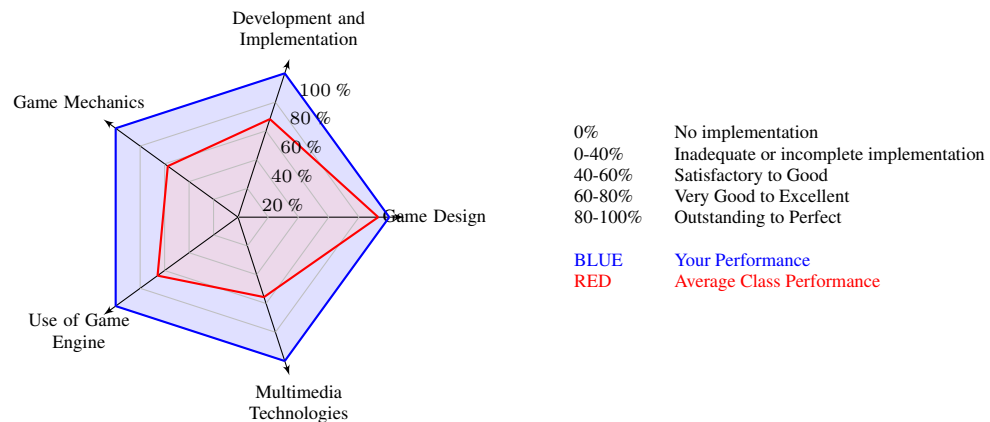 Development and
Implementation
100 %
Game Mechanics
80 %
60 %
40 %
20 %
Game Design
Use of Game
Engine
Multimedia
Technologies
0% No implementation
0-40% Inadequate or incomplete implementation
40-60% Satisfactory to Good
60-80% Very Good to Excellent
80-100% Outstanding to Perfect
BLUE Your Performance
RED Average Class Performance